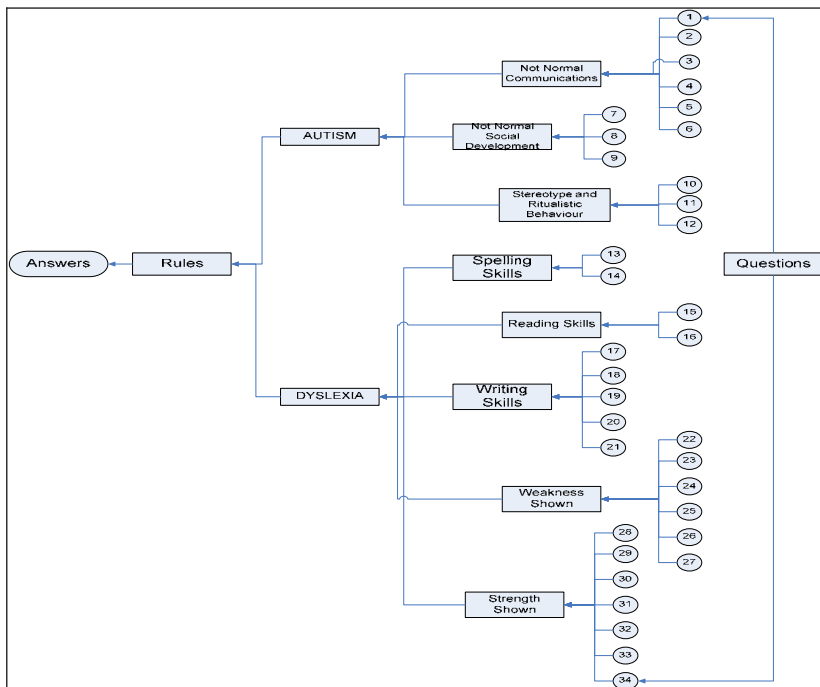 1
2
Not Normal
Communications
3
4
5
6
7
AUTISM
Not Normal
Social
Development
8
9
Stereotype and
Ritualistic
Behaviour
10
11
12
Answers
Rules
Spelling
Skills
13
14
Questions
Reading Skills
15
16
17
18
DYSLEXIA
Writing
Skills
19
20
21
22
23
24
Weakness
Shown
25
26
27
28
29
30
Strength
Shown
31
32
33
34